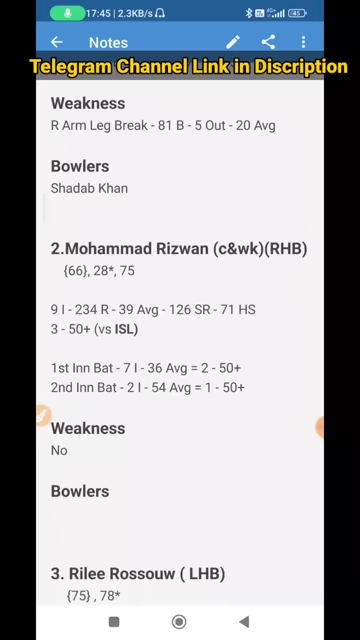 17:45 | 2.3KB/s
45
Notes
Telegram Channel Link in Discription
Weakness
R Arm Leg Break - 81 B - 5 Out - 20 Avg
Bowlers
Shadab Khan
2.Mohammad Rizwan (c&wk)(RHB)
{66}, 28*, 75
9 I - 234 R - 39 Avg - 126 SR - 71 HS
3 - 50+ (vs ISL)
1st Inn Bat - 7 I - 36 Avg = 2 - 50+
2nd Inn Bat - 2 I - 54 Avg = 1 - 50+
Weakness
No
Bowlers
3. Rilee Rossouw ( LHB)
{75} , 78*